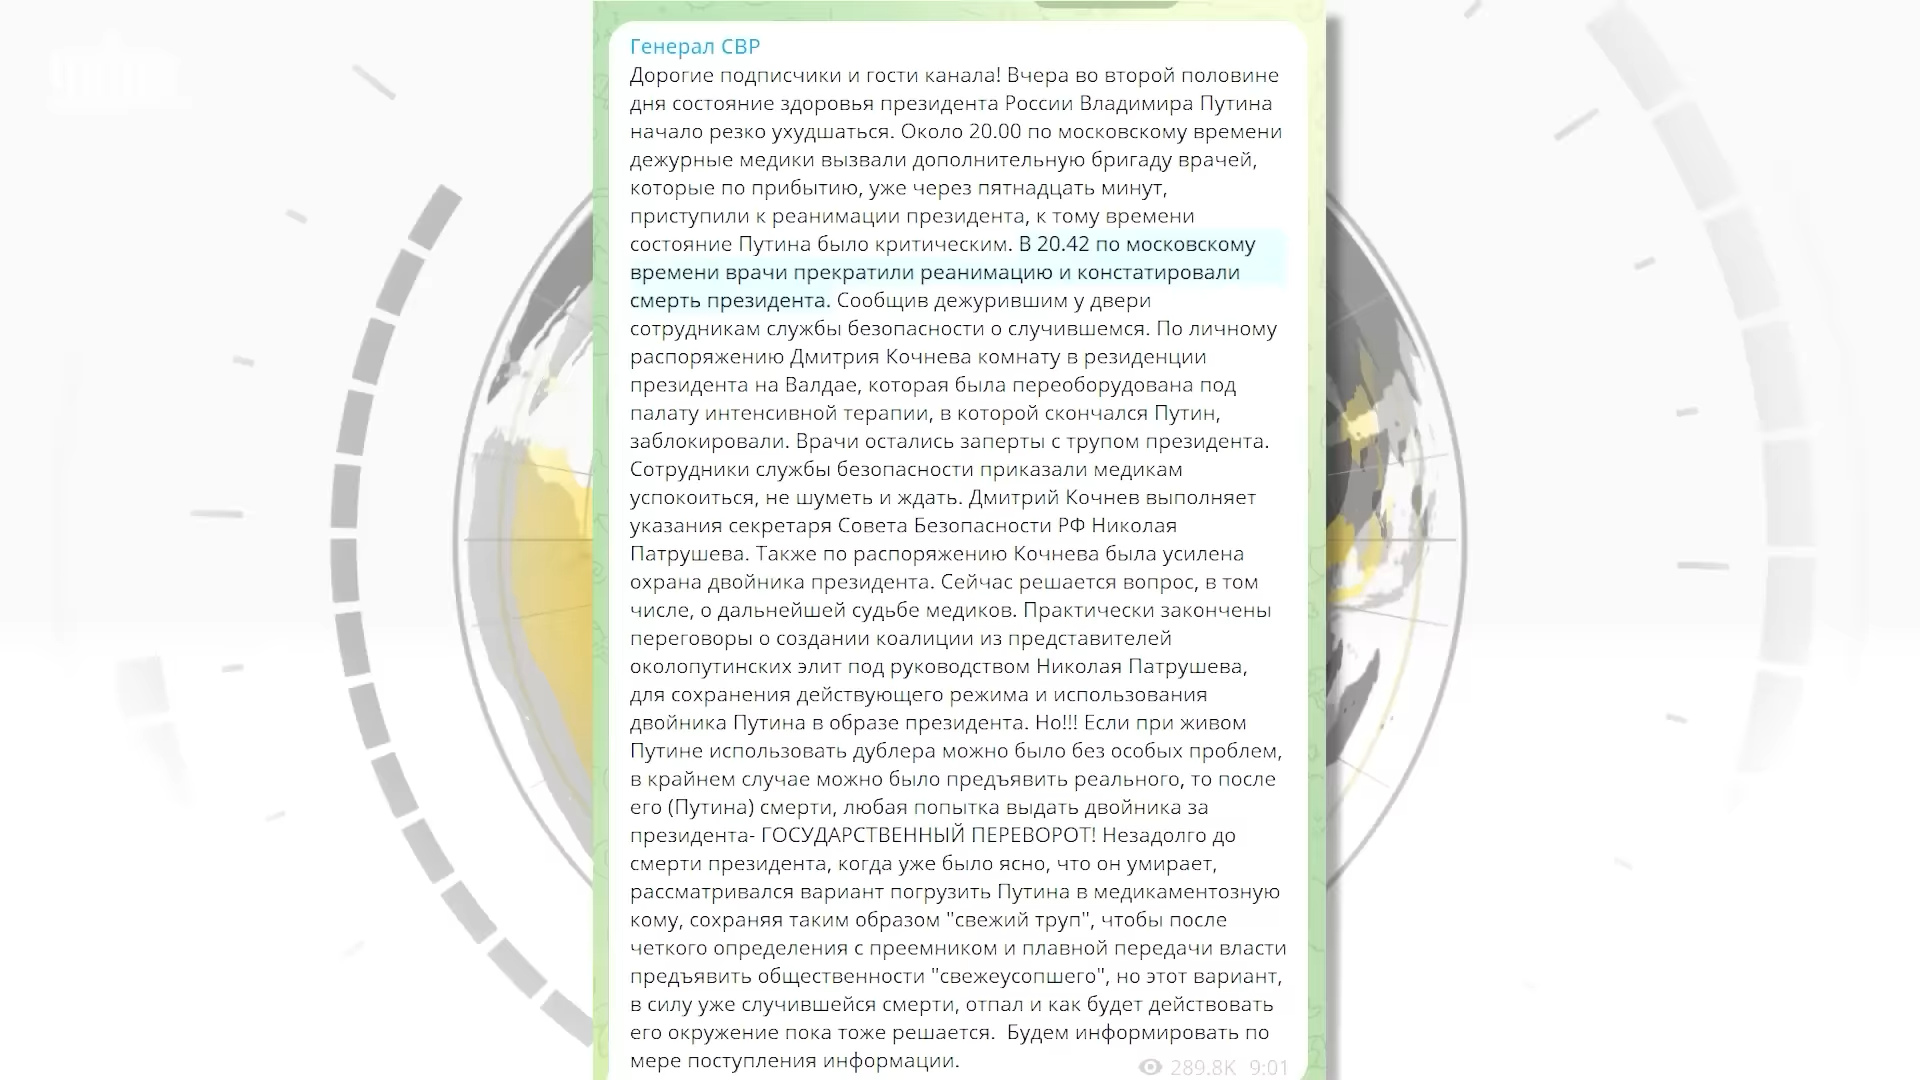 Генерал СВР
Дорогие подписчики и гости канала! Вчера во второй половине
дня состояние здоровья президента России Владимира Путина
начало резко ухудшаться. Около 20.00 по московскому времени
дежурные медики вызвали дополнительную бригаду врачей,
которые по прибытию, уже через пятнадцать минут,
приступили к реанимации президента, к тому времени
состояние Путина было критическим. В 20.42 по московскому
времени врачи прекратили реанимацию и констатировали
смерть президента. Сообщив дежурившим у двери
сотрудникам службы безопасности о случившемся. По личному
распоряжению Дмитрия Кочнева комнату в резиденции
президента на Валдае, которая была переоборудована под
палату интенсивной терапии, в которой скончался Путин,
заблокировали. Врачи остались заперты с трупом президента.
Сотрудники службы безопасности приказали медикам
успокоиться, не шуметь и ждать. Дмитрий Кочнев выполняет
указания секретаря Совета Безопасности РФ Николая
Патрушева. Также по распоряжению Кочнева была усилена
охрана двойника президента. Сейчас решается вопрос, в том
числе, о дальнейшей судьбе медиков. Практически закончены
переговоры о создании коалиции из представителей
околопутинских элит под руководством Николая Патрушева,
для сохранения действующего режима и использования
двойника Путина в образе президента. Но!!! Если при живом
Путине использовать дублера можно было без особых проблем,
в крайнем случае можно было предъявить реального, то после
его (Путина) смерти, любая попытка выдать двойника за
президента- ГОСУДАРСТВЕННЫЙ ПЕРЕВОРОТ! Незадолго до
смерти президента, когда уже было ясно, что он умирает,
рассматривался вариант погрузить Путина в медикаментозную
кому, сохраняя таким образом "свежий труп", чтобы после
четкого определения с преемником и плавной передачи власти
предъявить общественности "свежеусопшего", но этот вариант,
в силу уже случившейся смерти, отпал и как будет действовать
его окружение пока тоже решается.  Будем информировать по
мере поступления информации.
289.8K 9:01